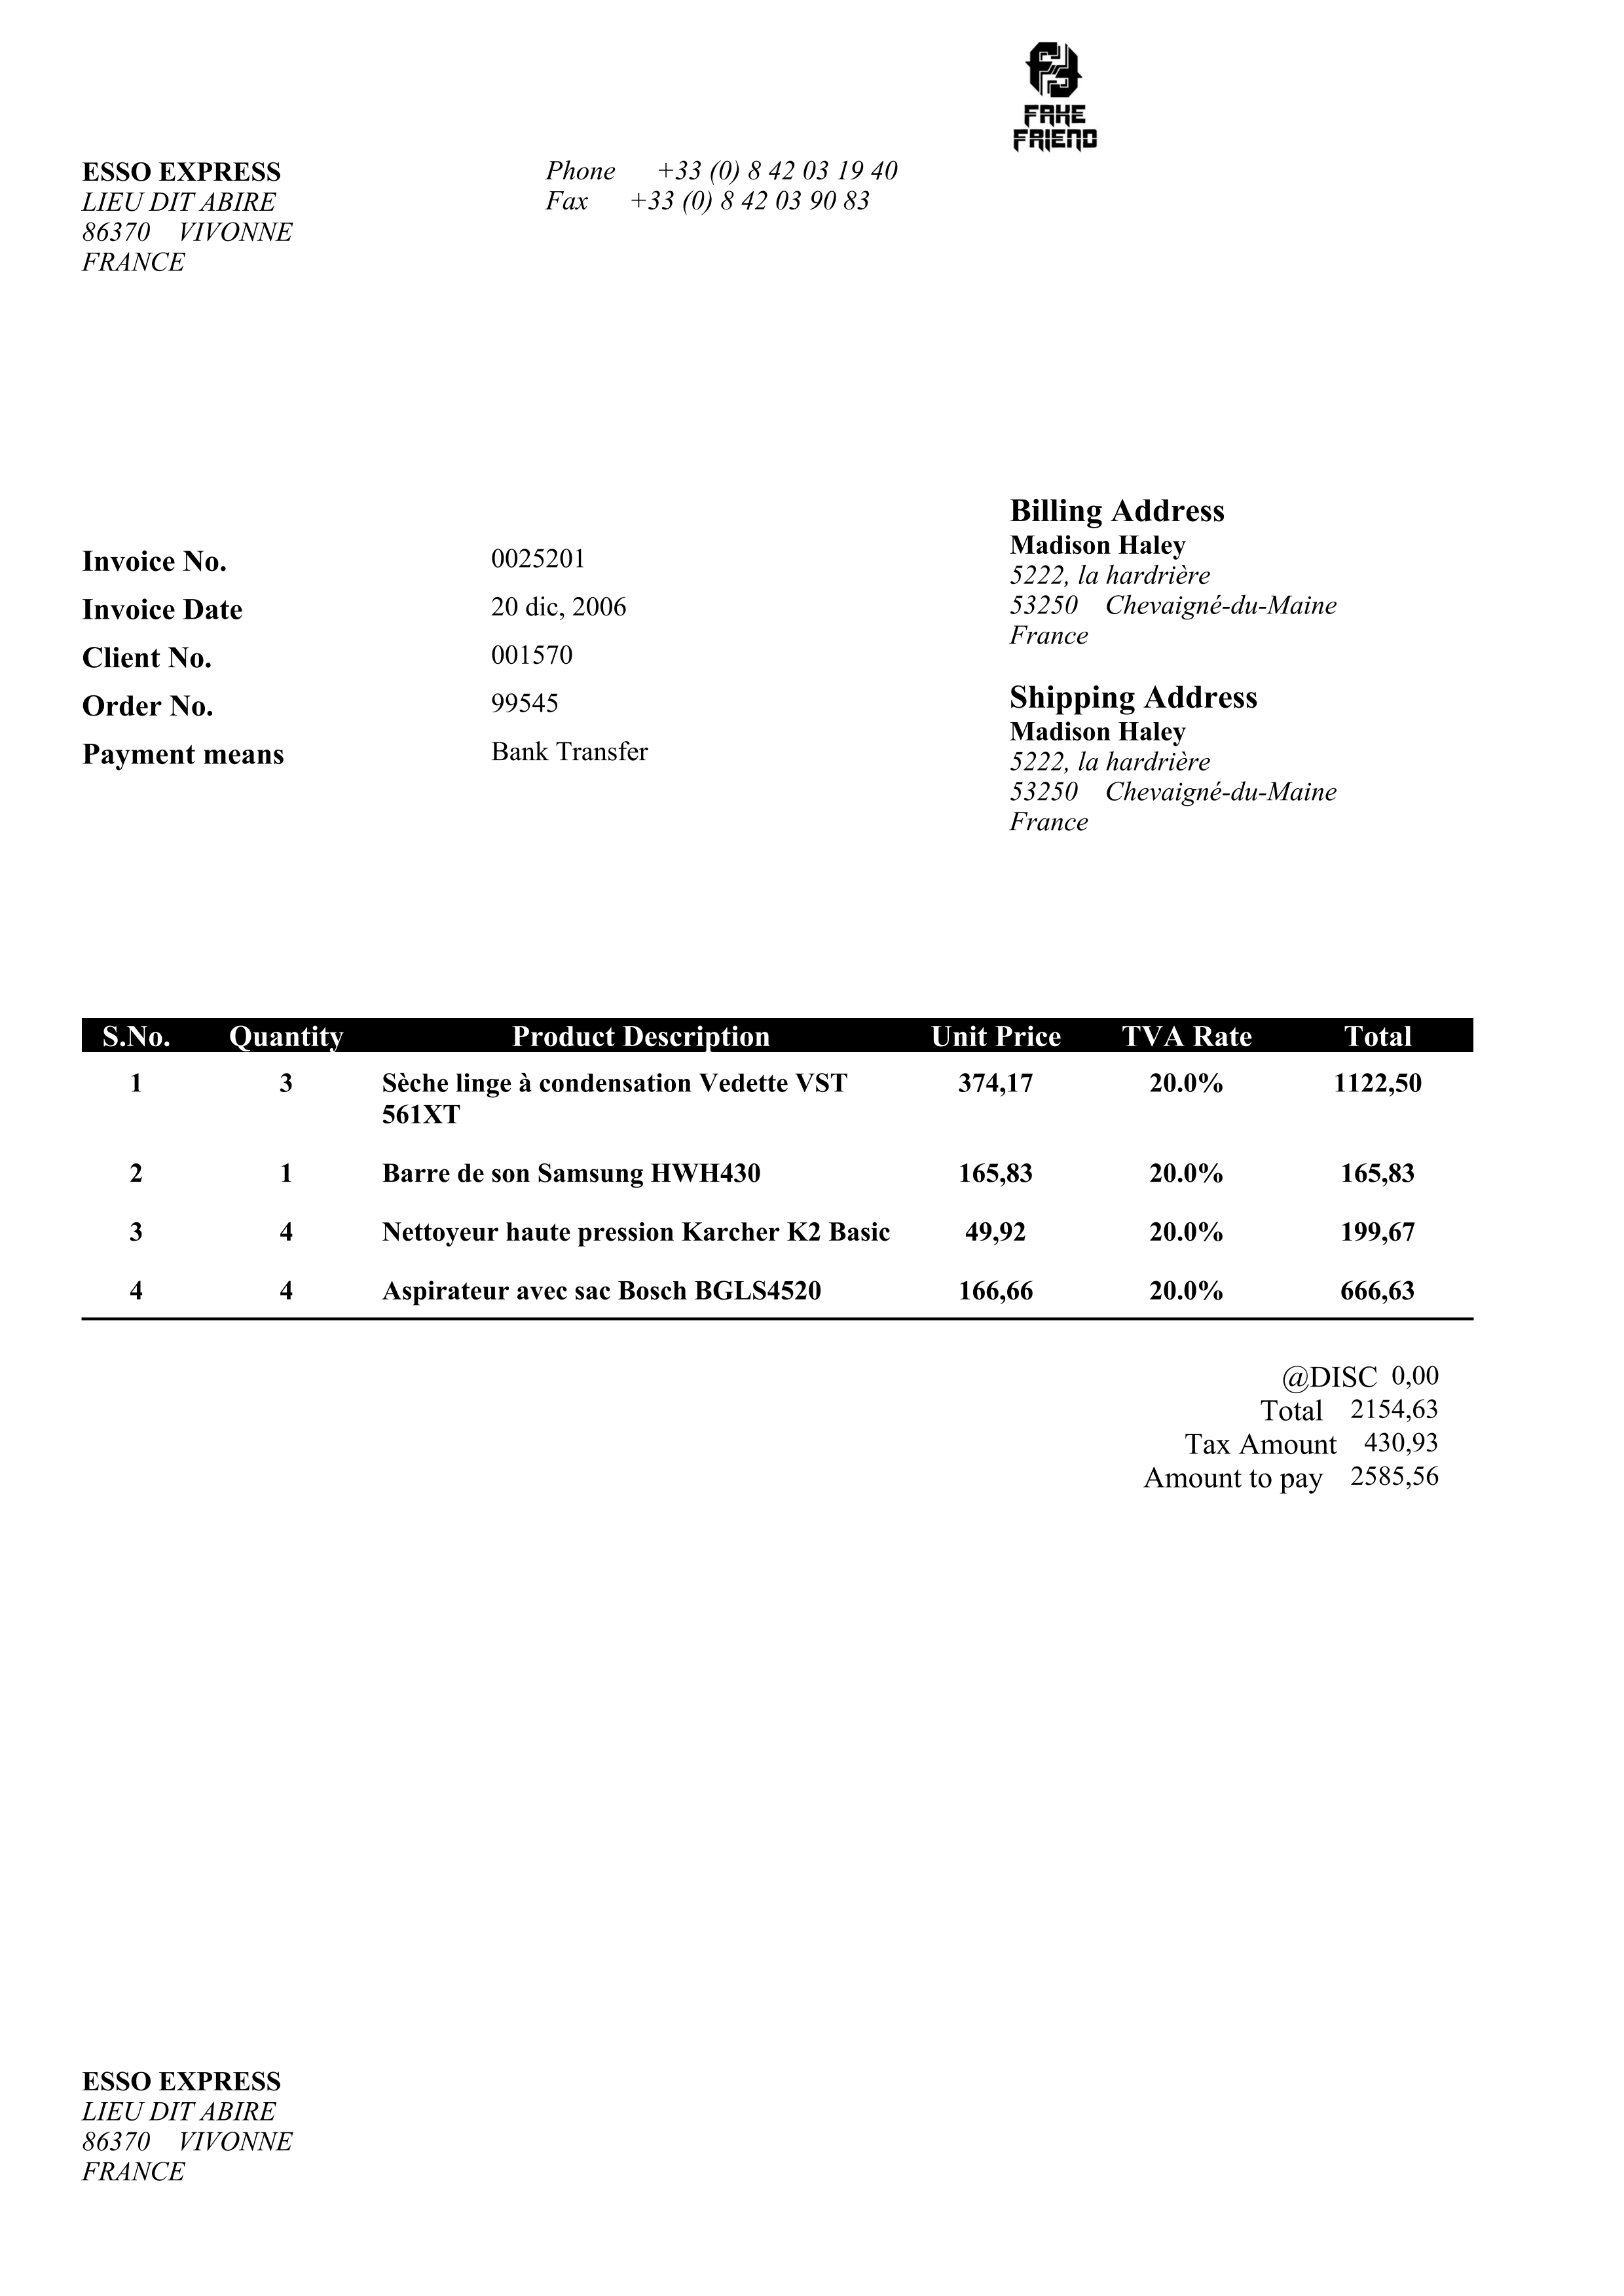 FAKE
FRIEND
ESSO EXPRESS
LIEU DIT ABIRE
86370 VIVONNE
FRANCE
Phone +33 (0) 8 42 03 19 40
Fax +33 (0) 8 42 03 90 83
Invoice No. 0025201
Invoice Date 20 dic, 2006
Client No. 001570
Order No. 99545
Payment means Bank Transfer
Billing Address
Madison Haley
5222, la hardrière
53250 Chevaigné-du-Maine
France
Shipping Address
Madison Haley
5222, la hardrière
53250 Chevaigné-du-Maine
France
S.No. Quantity Product Description Unit Price TVA Rate Total
1 3 Sèche linge à condensation Vedette VST 374,17 20.0% 1122,50
561XT
2 1 Barre de son Samsung HWH430 165,83 20.0% 165,83
3 4 Nettoyeur haute pression Karcher K2 Basic 49,92 20.0% 199,67
4 4 Aspirateur avec sac Bosch BGLS4520 166,66 20.0% 666,63
@DISC 0,00
Total 2154,63
Tax Amount 430,93
Amount to pay 2585,56
ESSO EXPRESS
LIEU DIT ABIRE
86370 VIVONNE
FRANCE